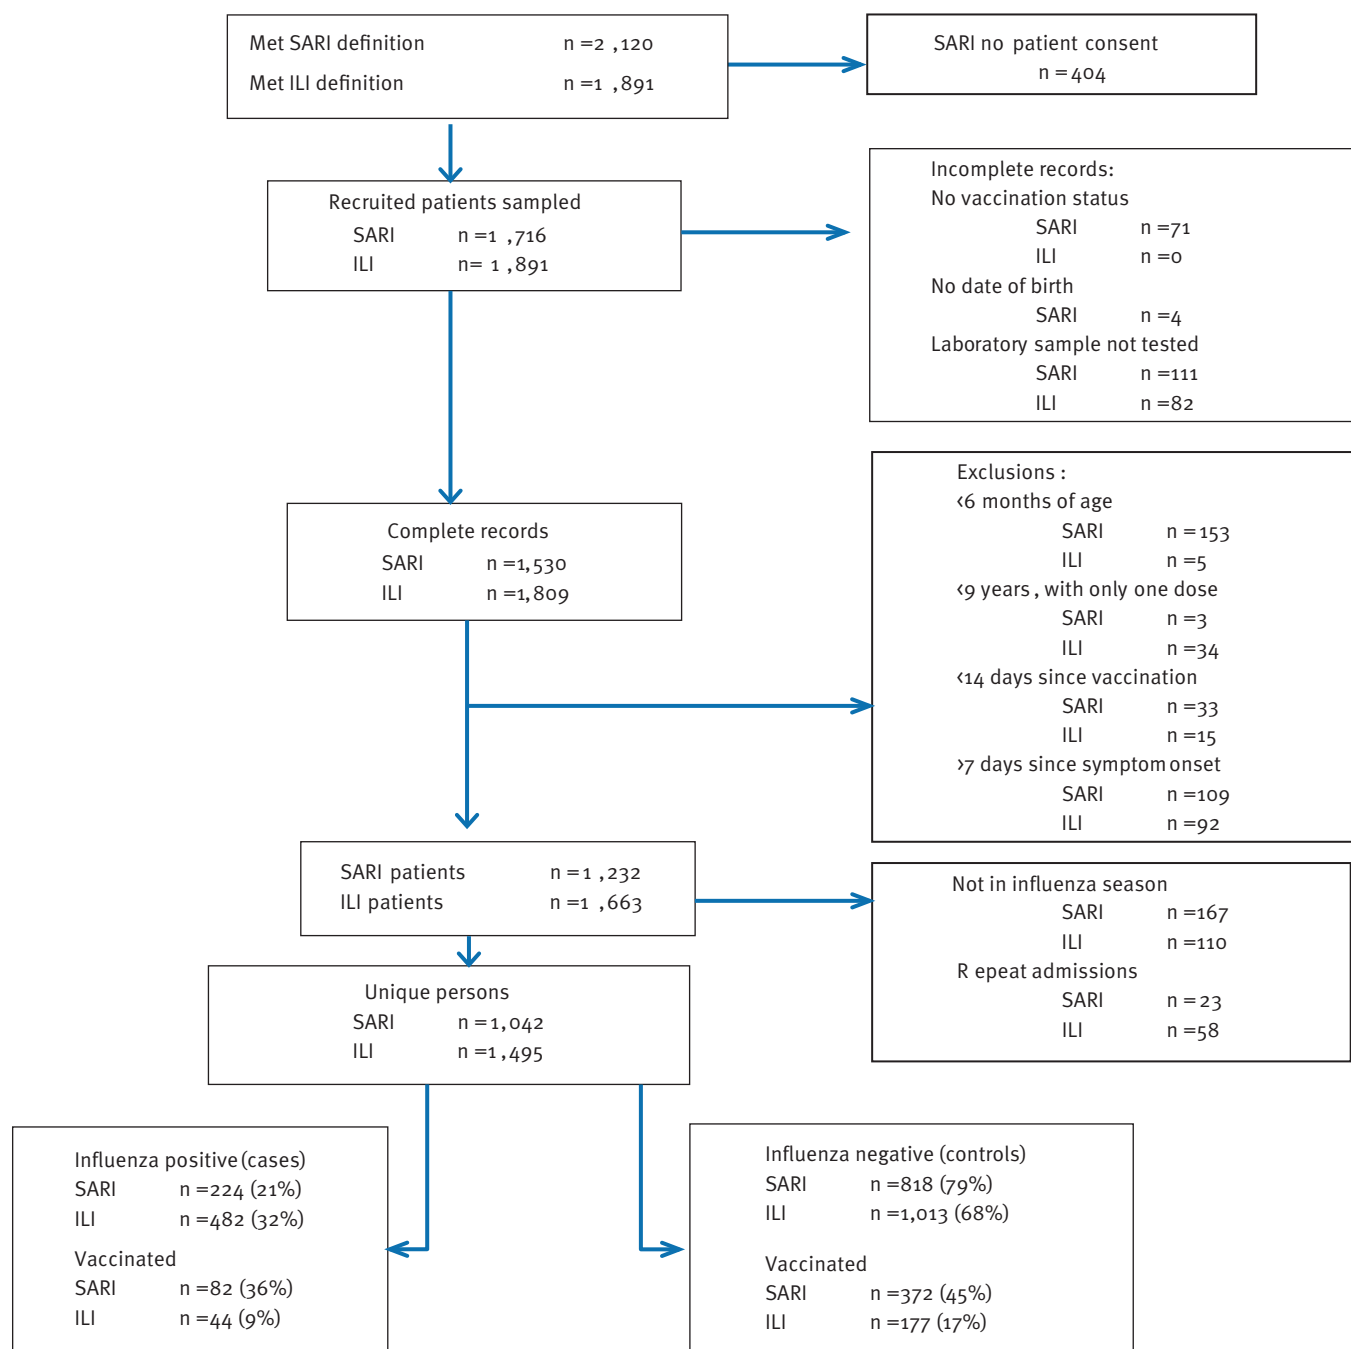 Met SARI definition n =2 ,120
Met ILI definition n =1 ,891
SARI no patient consent
n =404
Recruited patients sampled
SARI n =1 ,716
ILI n= 1 ,891
Incomplete records:
No vaccination status
SARI n =71
ILI n =0
No date of birth
SARI n =4
Laboratory sample not tested
SARI n =111
ILI n =82
Complete records
SARI n =1,530
ILI n =1,809
Exclusions :
<6 months of age
SARI n = 153
ILI n =5
<9 years , with only one dose
SARI n =3
ILI n =34
<14 days since vaccination
SARI n =33
ILI n =15
>7 days since symptom onset
SARI n =109
ILI n =92
SARI patients n =1 ,232
ILI patients n =1 ,663
Not in influenza season
SARI n =167
ILI n =110
R epeat admissions
SARI n = 23
ILI n =58
Unique persons
SARI n = 1,042
ILI n =1 ,495
Influenza positive (cases)
SARI n =224 (21%)
ILI n =482 (32%)
Vaccinated
SARI n =82 (36%)
ILI n =44 (9%)
Influenza negative (controls)
SARI n =818 (79%)
ILI n =1,013 (68%)
Vaccinated
SARI n =372 (45%)
ILI n =177 (17%)